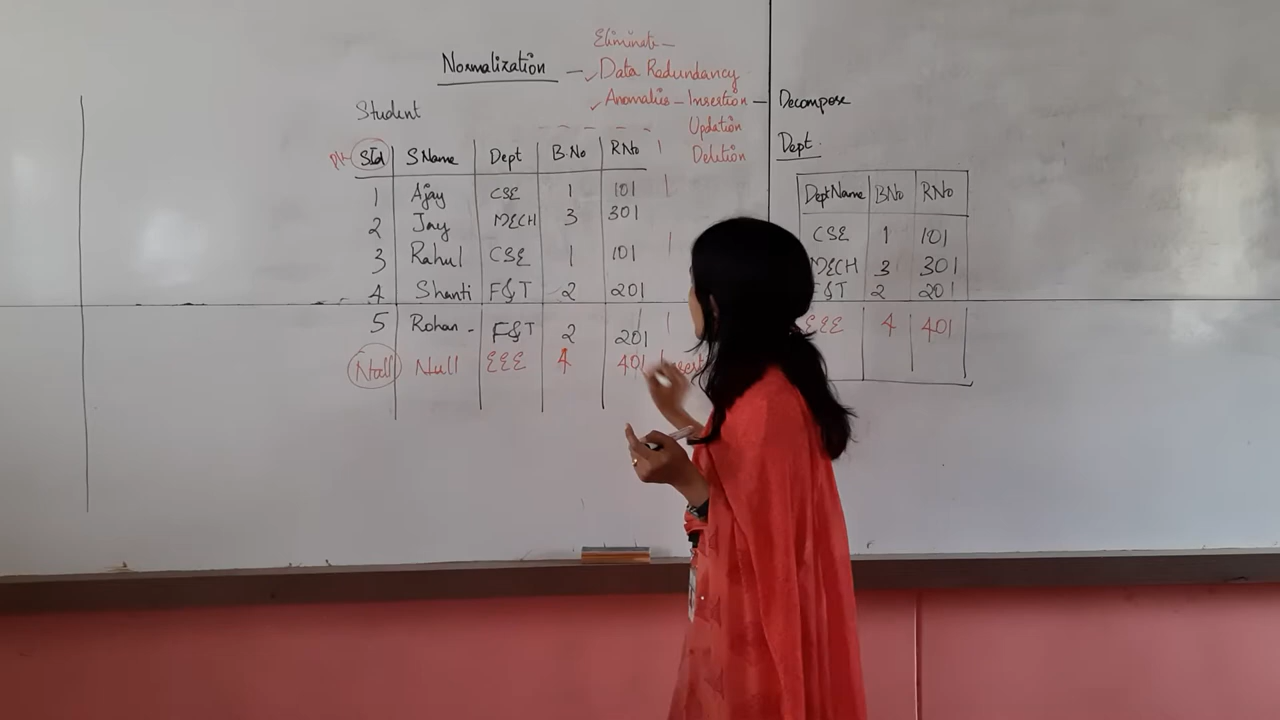 Eliminate -
Normalization - ✓ Data Redundancy
✓ Anomalies - Insertion - Decompose
Updation
Deletion
Student
PK SId SName Dept B.No RNo
1 Ajay CSE 1 101
2 Jay MECH 3 301
3 Rahul CSE 1 101
4 Shanti F&T 2 201
5 Rohan - F&T 2 201
Null Null EEE 4 401
Dept.
DeptName BNo RNo
CSE 1 101
MECH 3 301
F&T 2 201
EEE 4 401